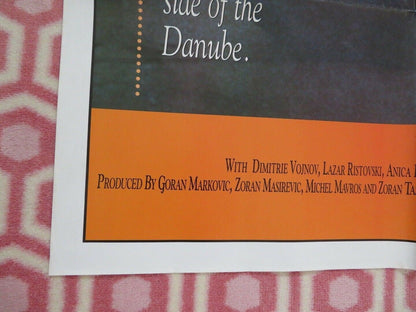 side of the
Danube.
With Dimitrie Vojnov, Lazar Ristovski, Anica
Produced By Goran Markovic, Zoran Masirevic, Michel Mavros and Zoran